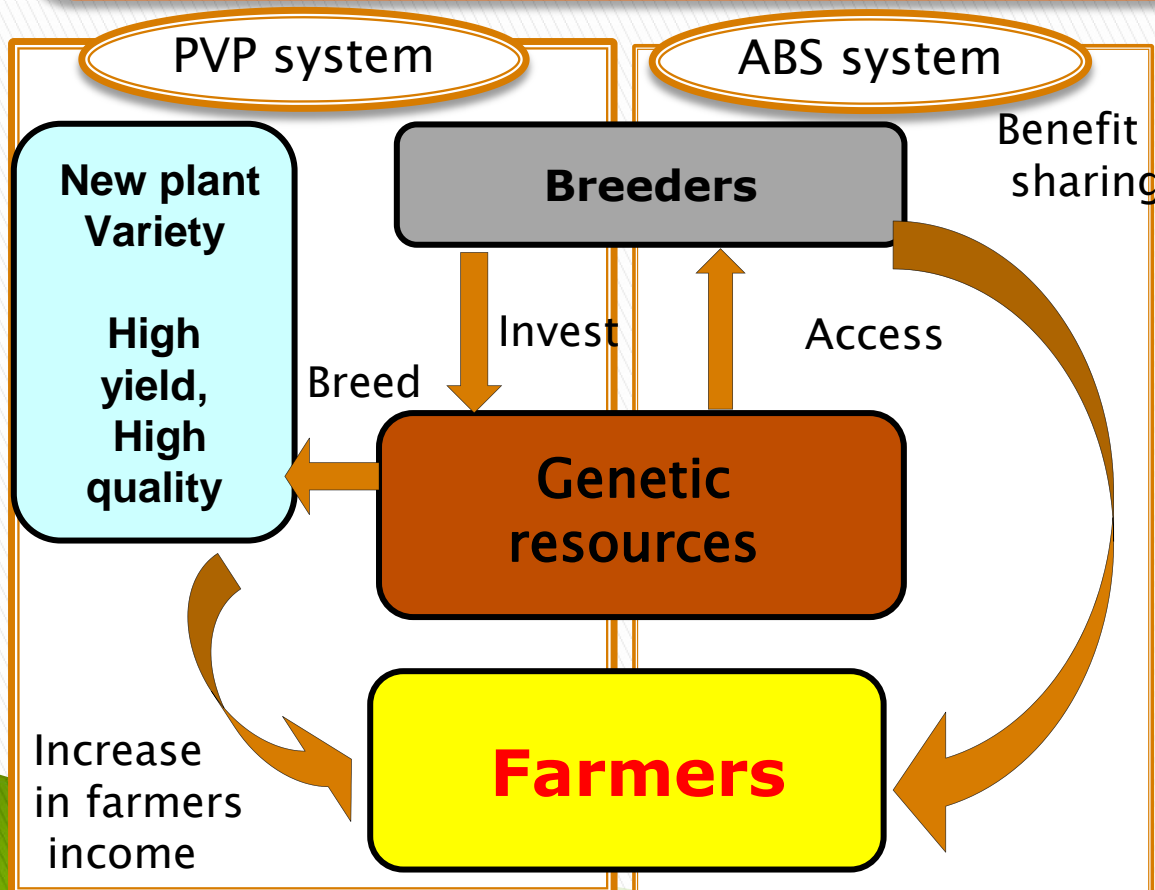 PVP system
ABS system
New plant
Variety
High
yield,
High
quality
Breeders
Benefit
sharing
Invest
Access
Breed
Genetic
resources
Increase
in farmers
income
Farmers